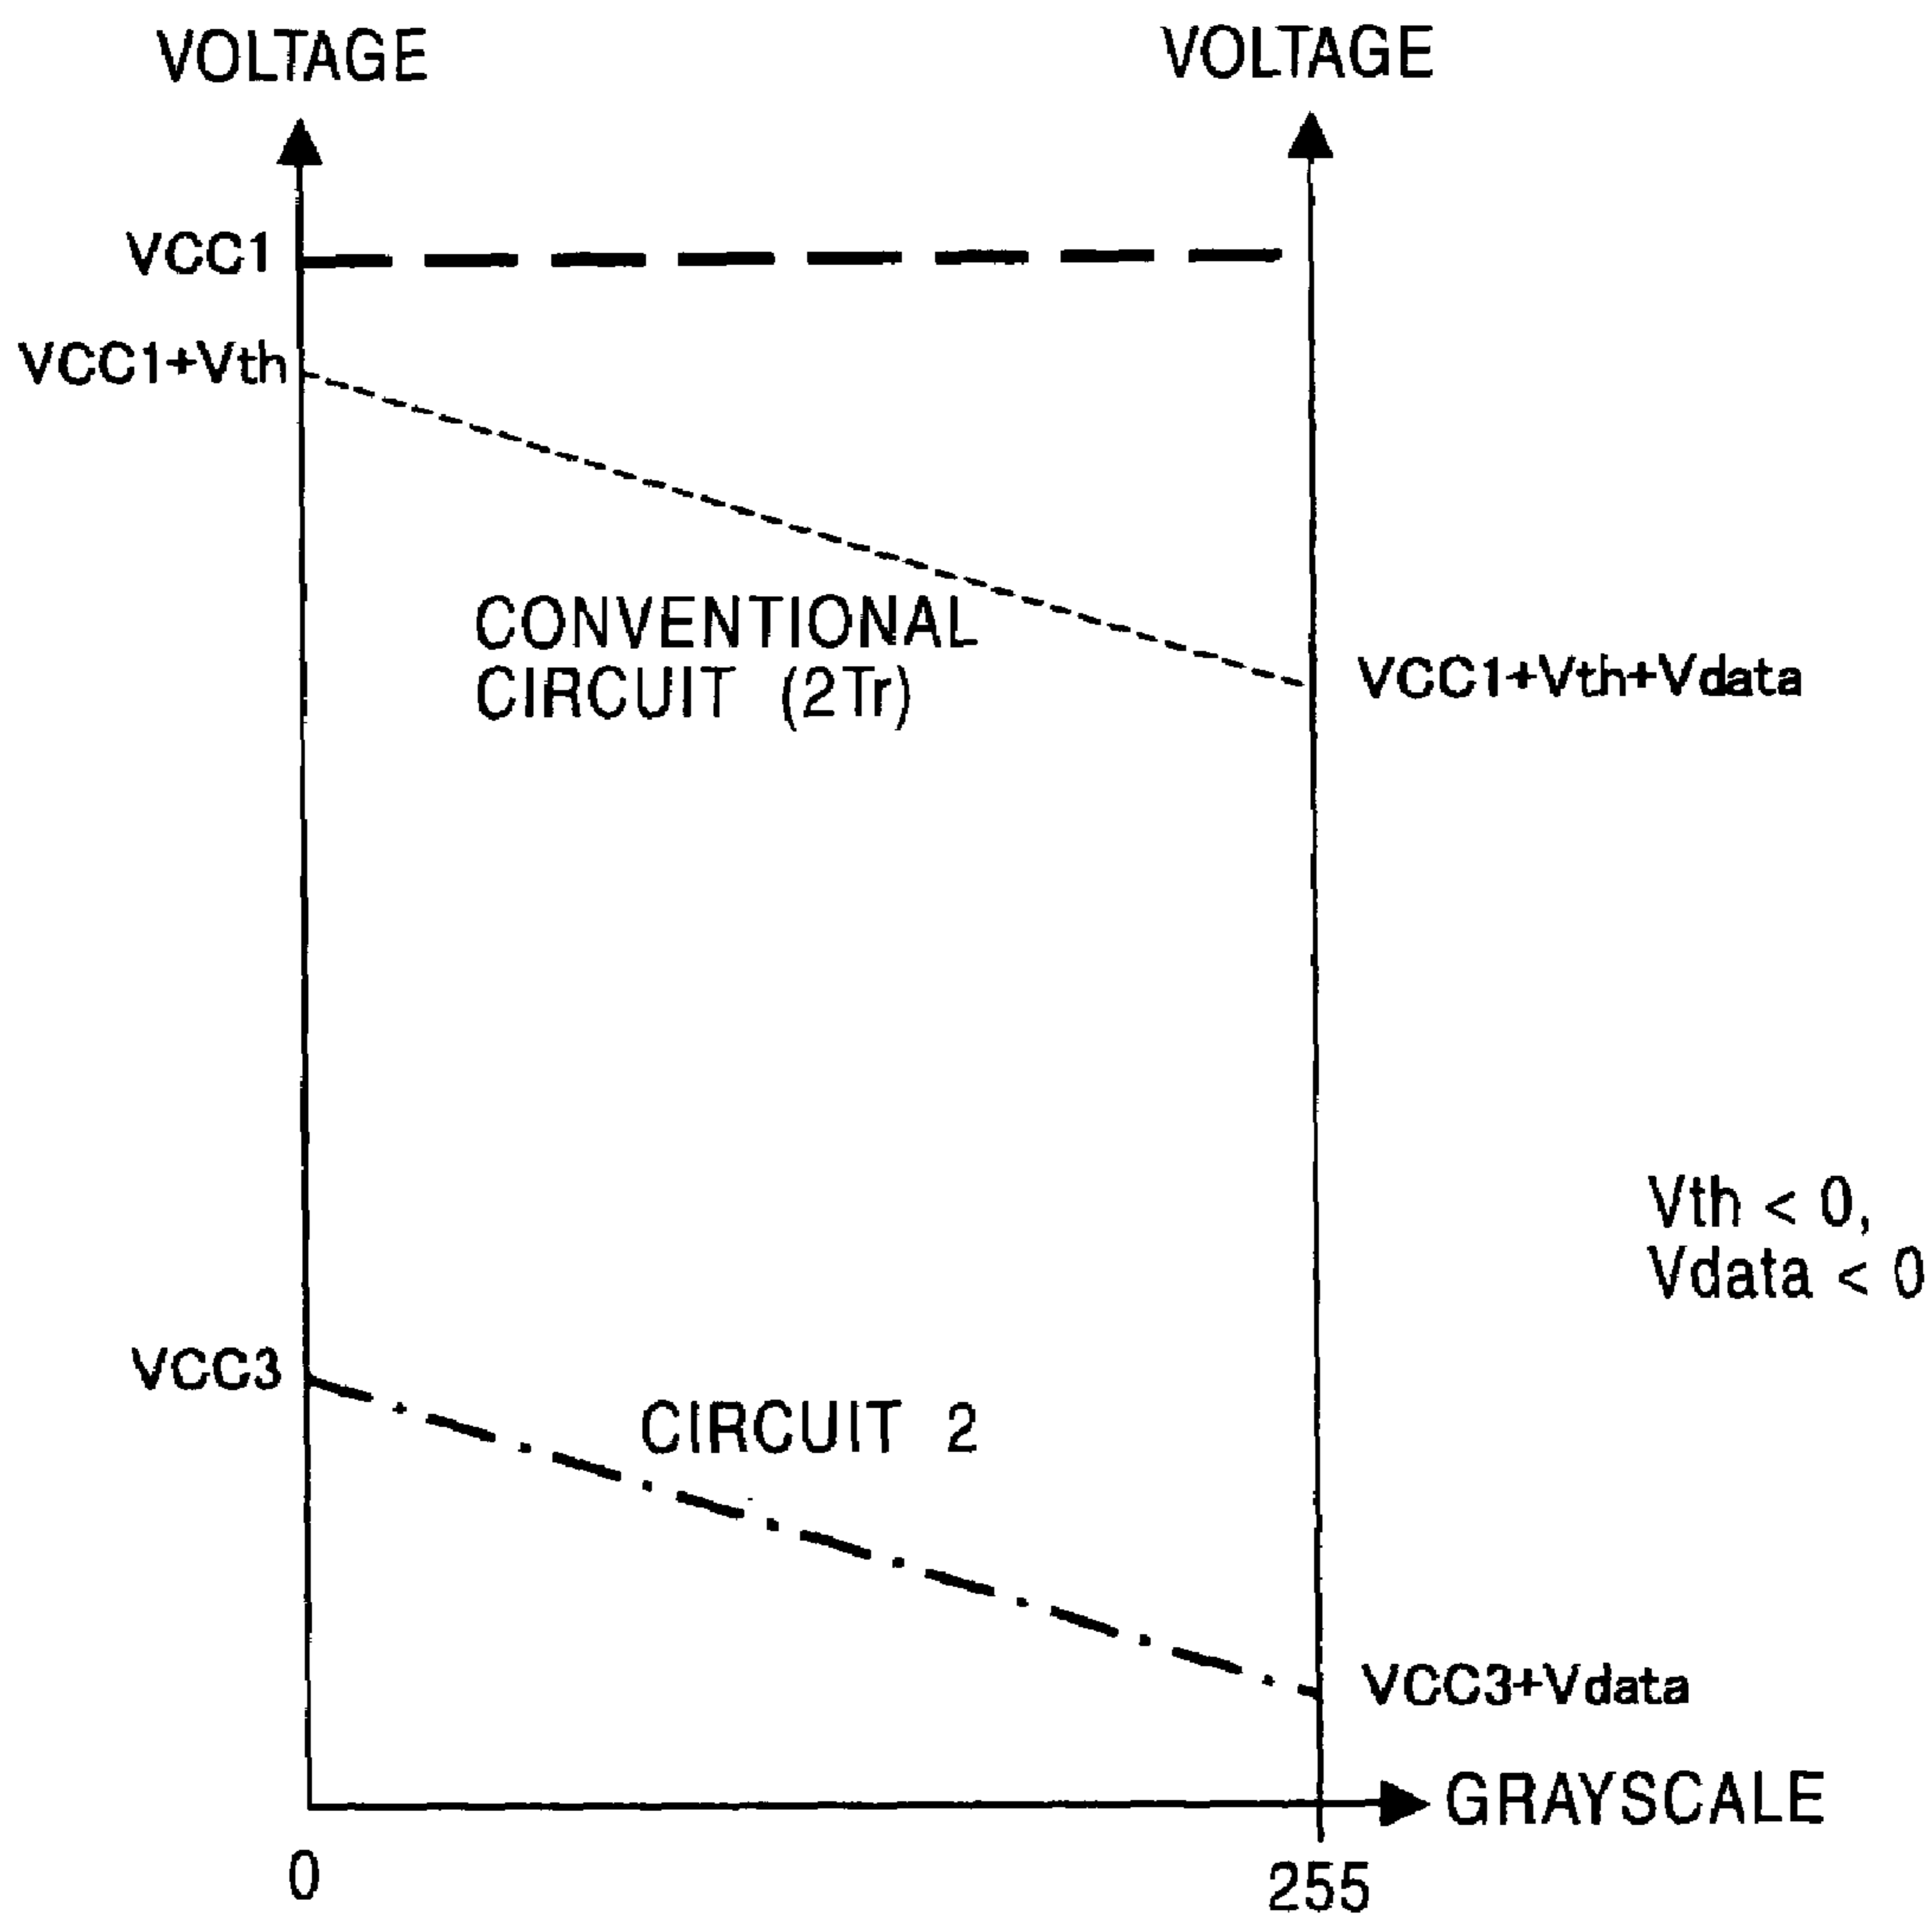 VOLTAGE
VOLTAGE
VCC1
VCC1+Vth
CONVENTIONAL
CIRCUIT (2Tr)
VCC1+Vth+Vdata
Vth < 0,
Vdata < 0
VCC3
CIRCUIT 2
VCC3+Vdata
GRAYSCALE
0
255